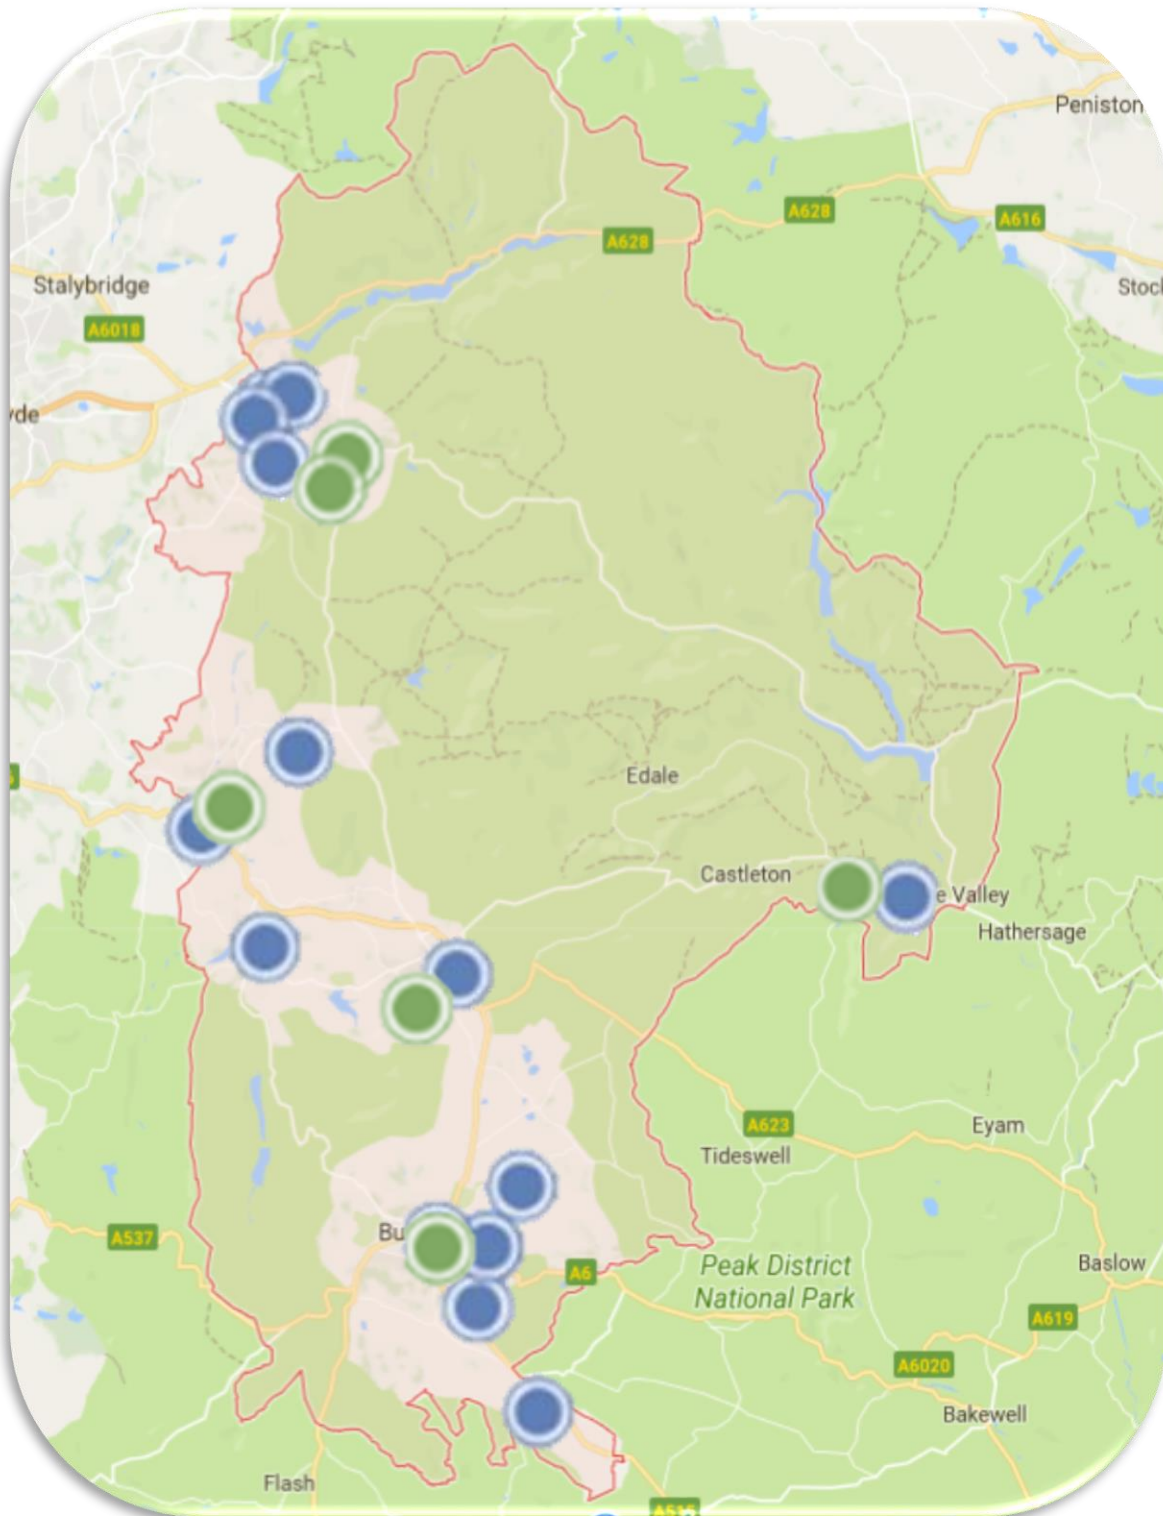 Peniston
A628
A616
A628
Stalybridge
Stocl
A6018
yde
Edale
Castleton
e Valley
Hathersage
A623
Eyam
Tideswell
Bu
A537
Baslow
A6
Peak District
National Park
A619
A6020
Bakewell
Flash
A515